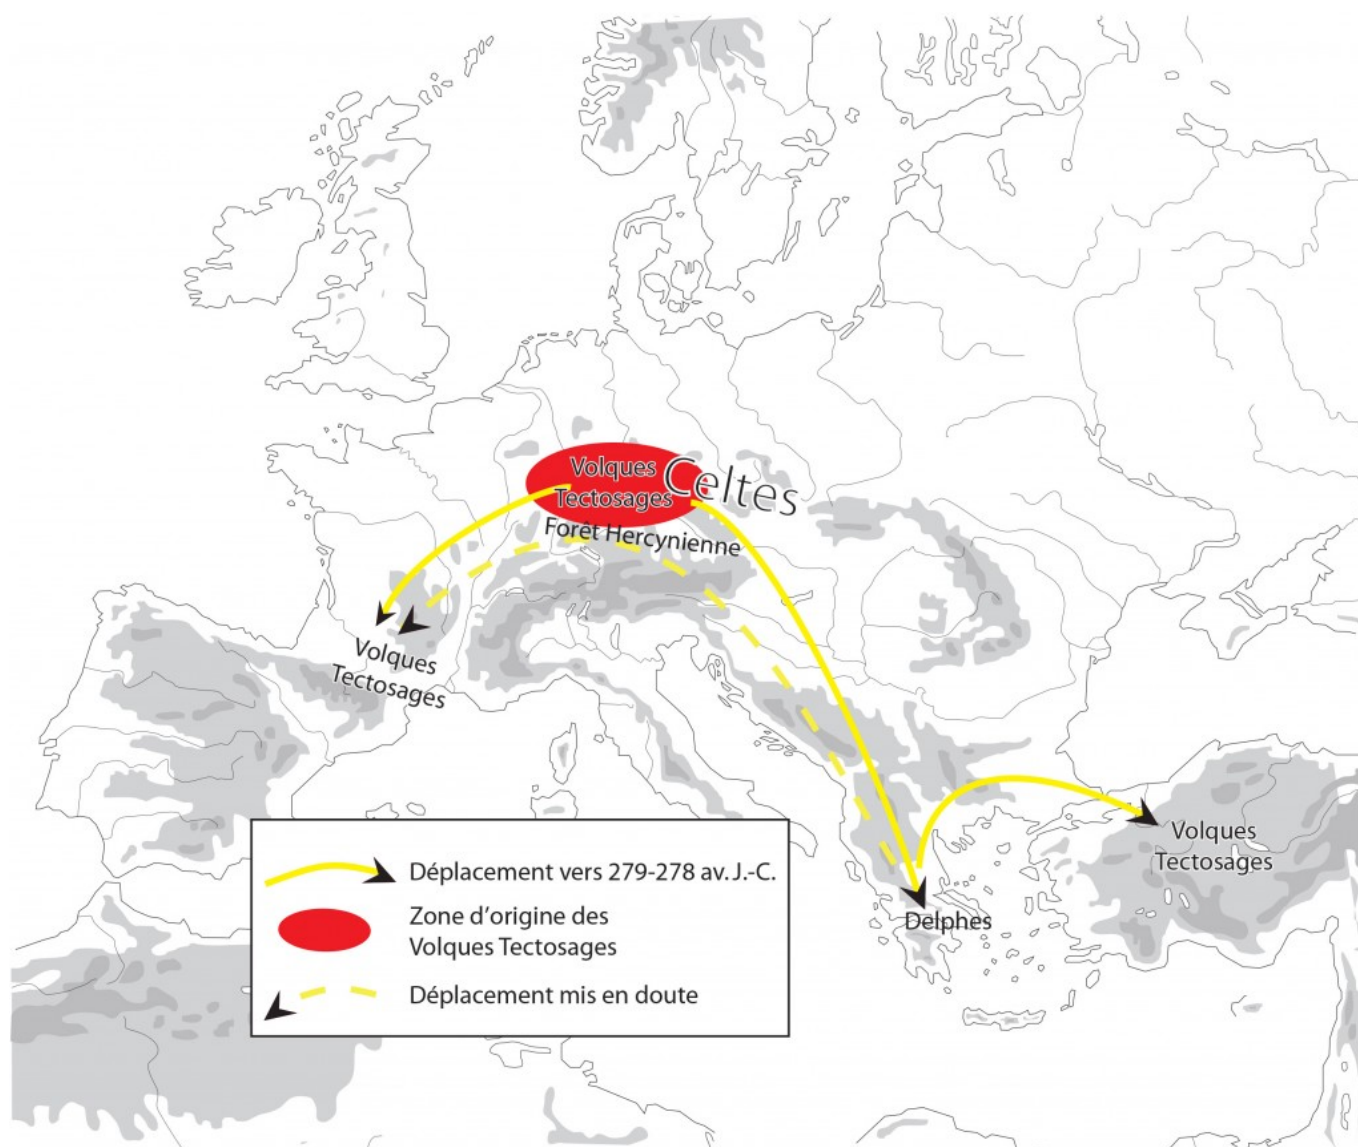 Volques
Tectosages
Celtes
Forêt Hercynienne
Volques
Tectosages
Volques
Tectosages
Delphes
Déplacement vers 279-278 av. J.-C.
Zone d'origine des
Volques Tectosages
Déplacement mis en doute